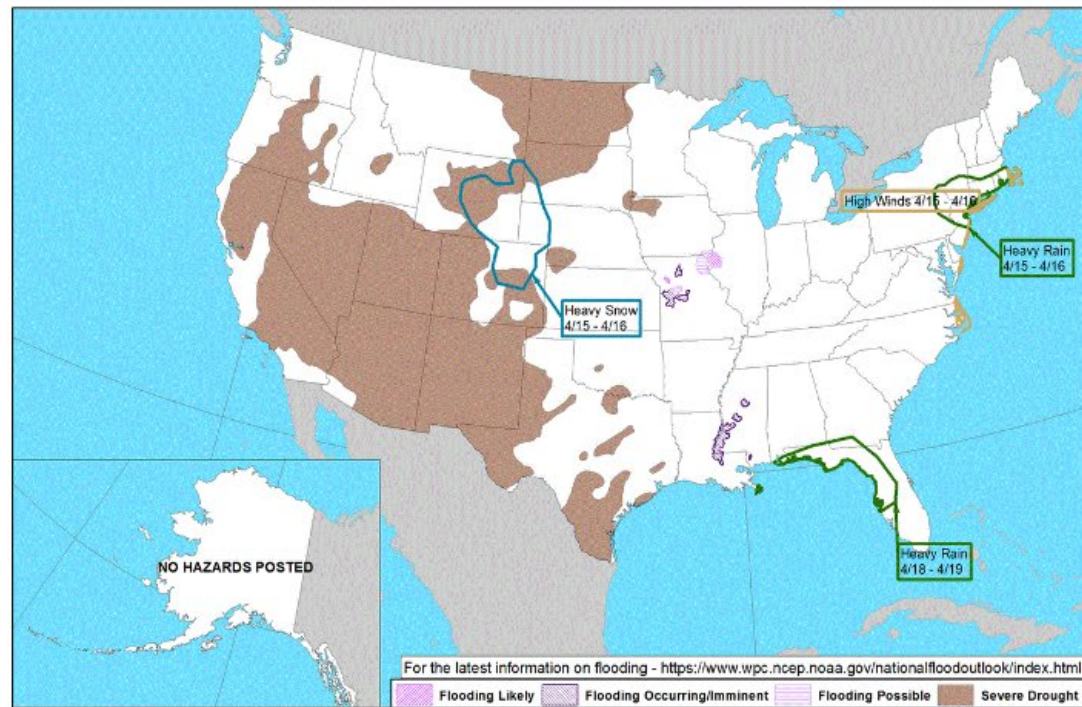 High Winds 4/15 - 4/16
Heavy Rain
4/15 - 4/16
Heavy Snow
4/15 - 4/16
Heavy Rain
4/18 - 4/19
NO HAZARDS POSTED
For the latest information on flooding - https://www.wpc.ncep.noaa.gov/nationalfloodoutlook/index.html
Flooding Likely
Flooding Occurring/Imminent
Flooding Possible
Severe Drought